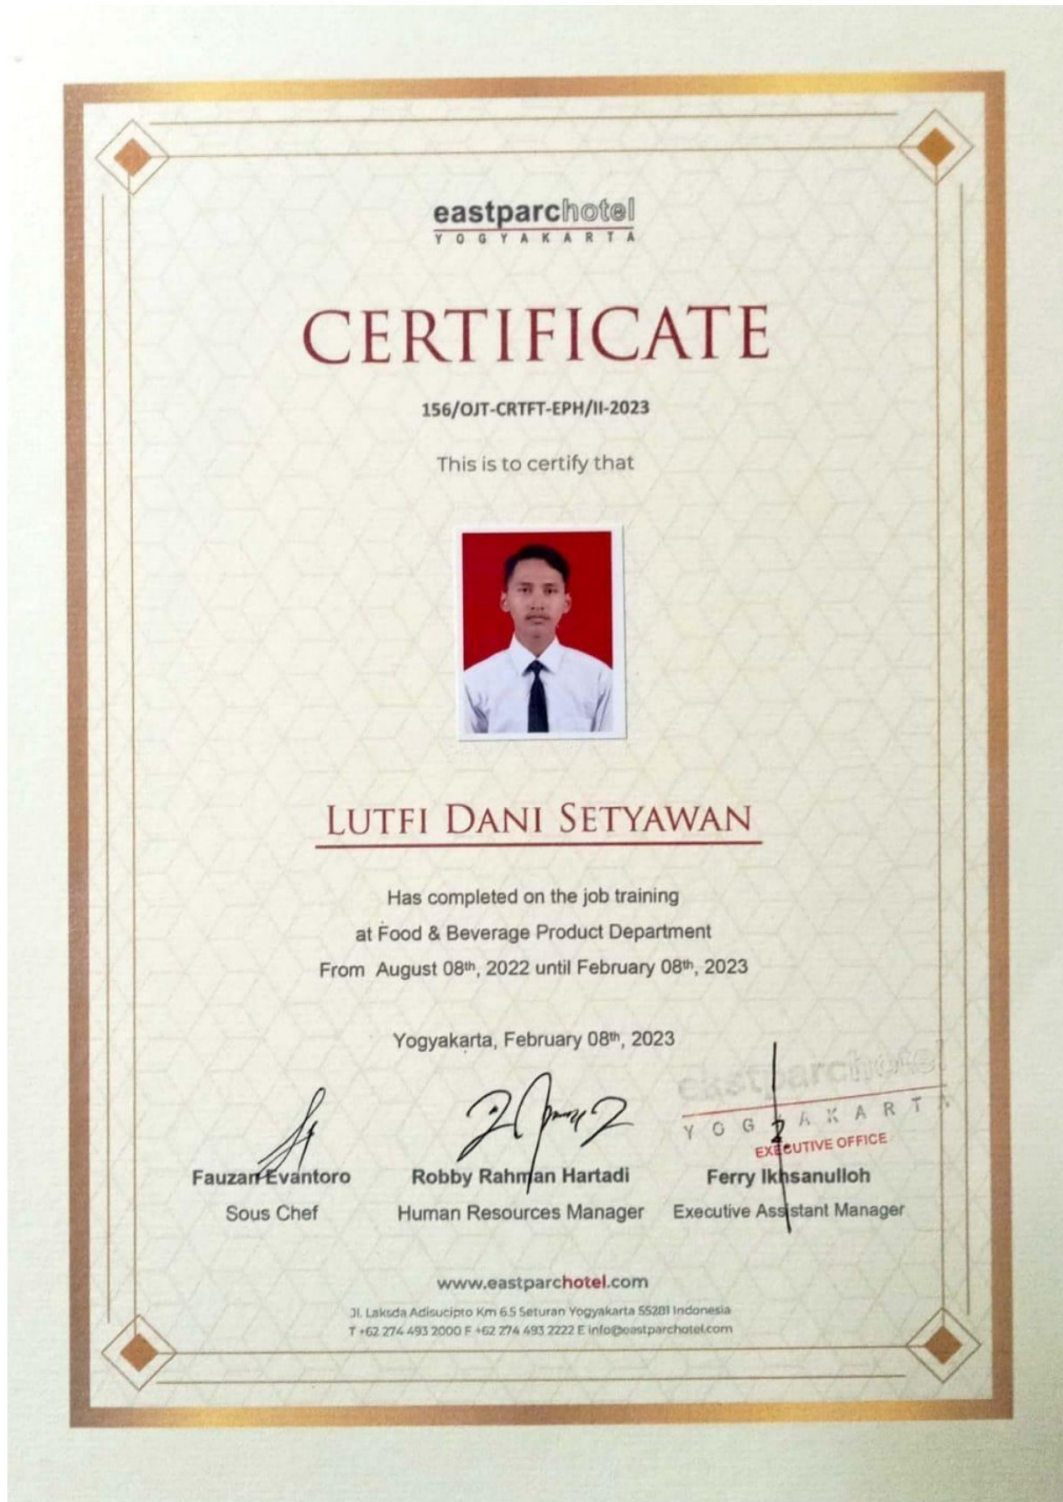 eastparchotel
YOGYAKARTA
CERTIFICATE
156/OJT-CRTFT-EPH/II-2023
This is to certify that
LUTFI DANI SETYAWAN
Has completed on the job training
at Food & Beverage Product Department
From August 08th, 2022 until February 08th, 2023
Yogyakarta, February 08th, 2023
eastparchotel
YOGYAKARTA
EXECUTIVE OFFICE
Fauzan Evantoro Robby Rahman Hartadi Ferry Ikhsanulloh
Sous Chef Human Resources Manager Executive Assistant Manager
www.eastparchotel.com
Jl. Laksda Adisucipto Km 6.5 Seturan Yogyakarta 55281 Indonesia
T +62 274 493 2000 F +62 274 493 2222 E info@eastparchotel.com